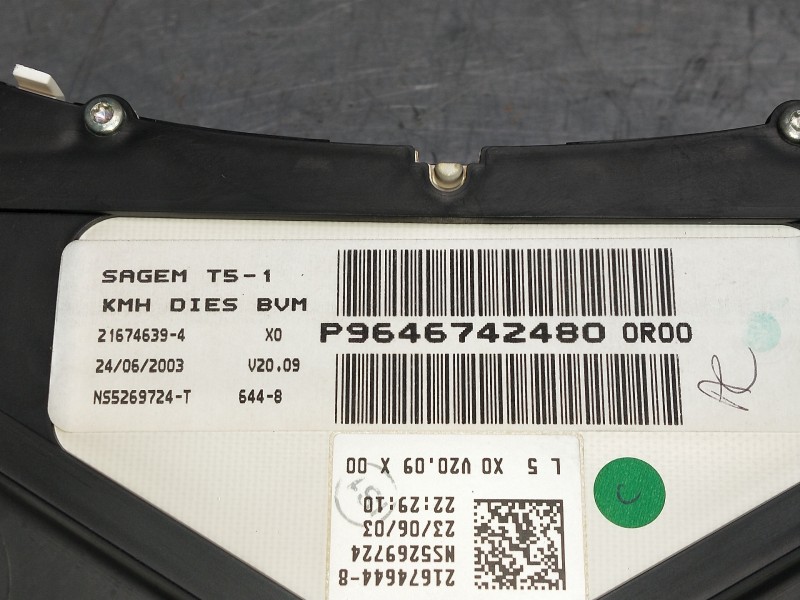 SAGEM T5-1
KMH DIES BVM
21674639-4 X0
24/06/2003 V20.09
NS5269724-T 644-8
P9646742480 0R00
L 5 X0 V20.09 X 00
22:29:10
23/06/03
NS5269724
21674644-8
C